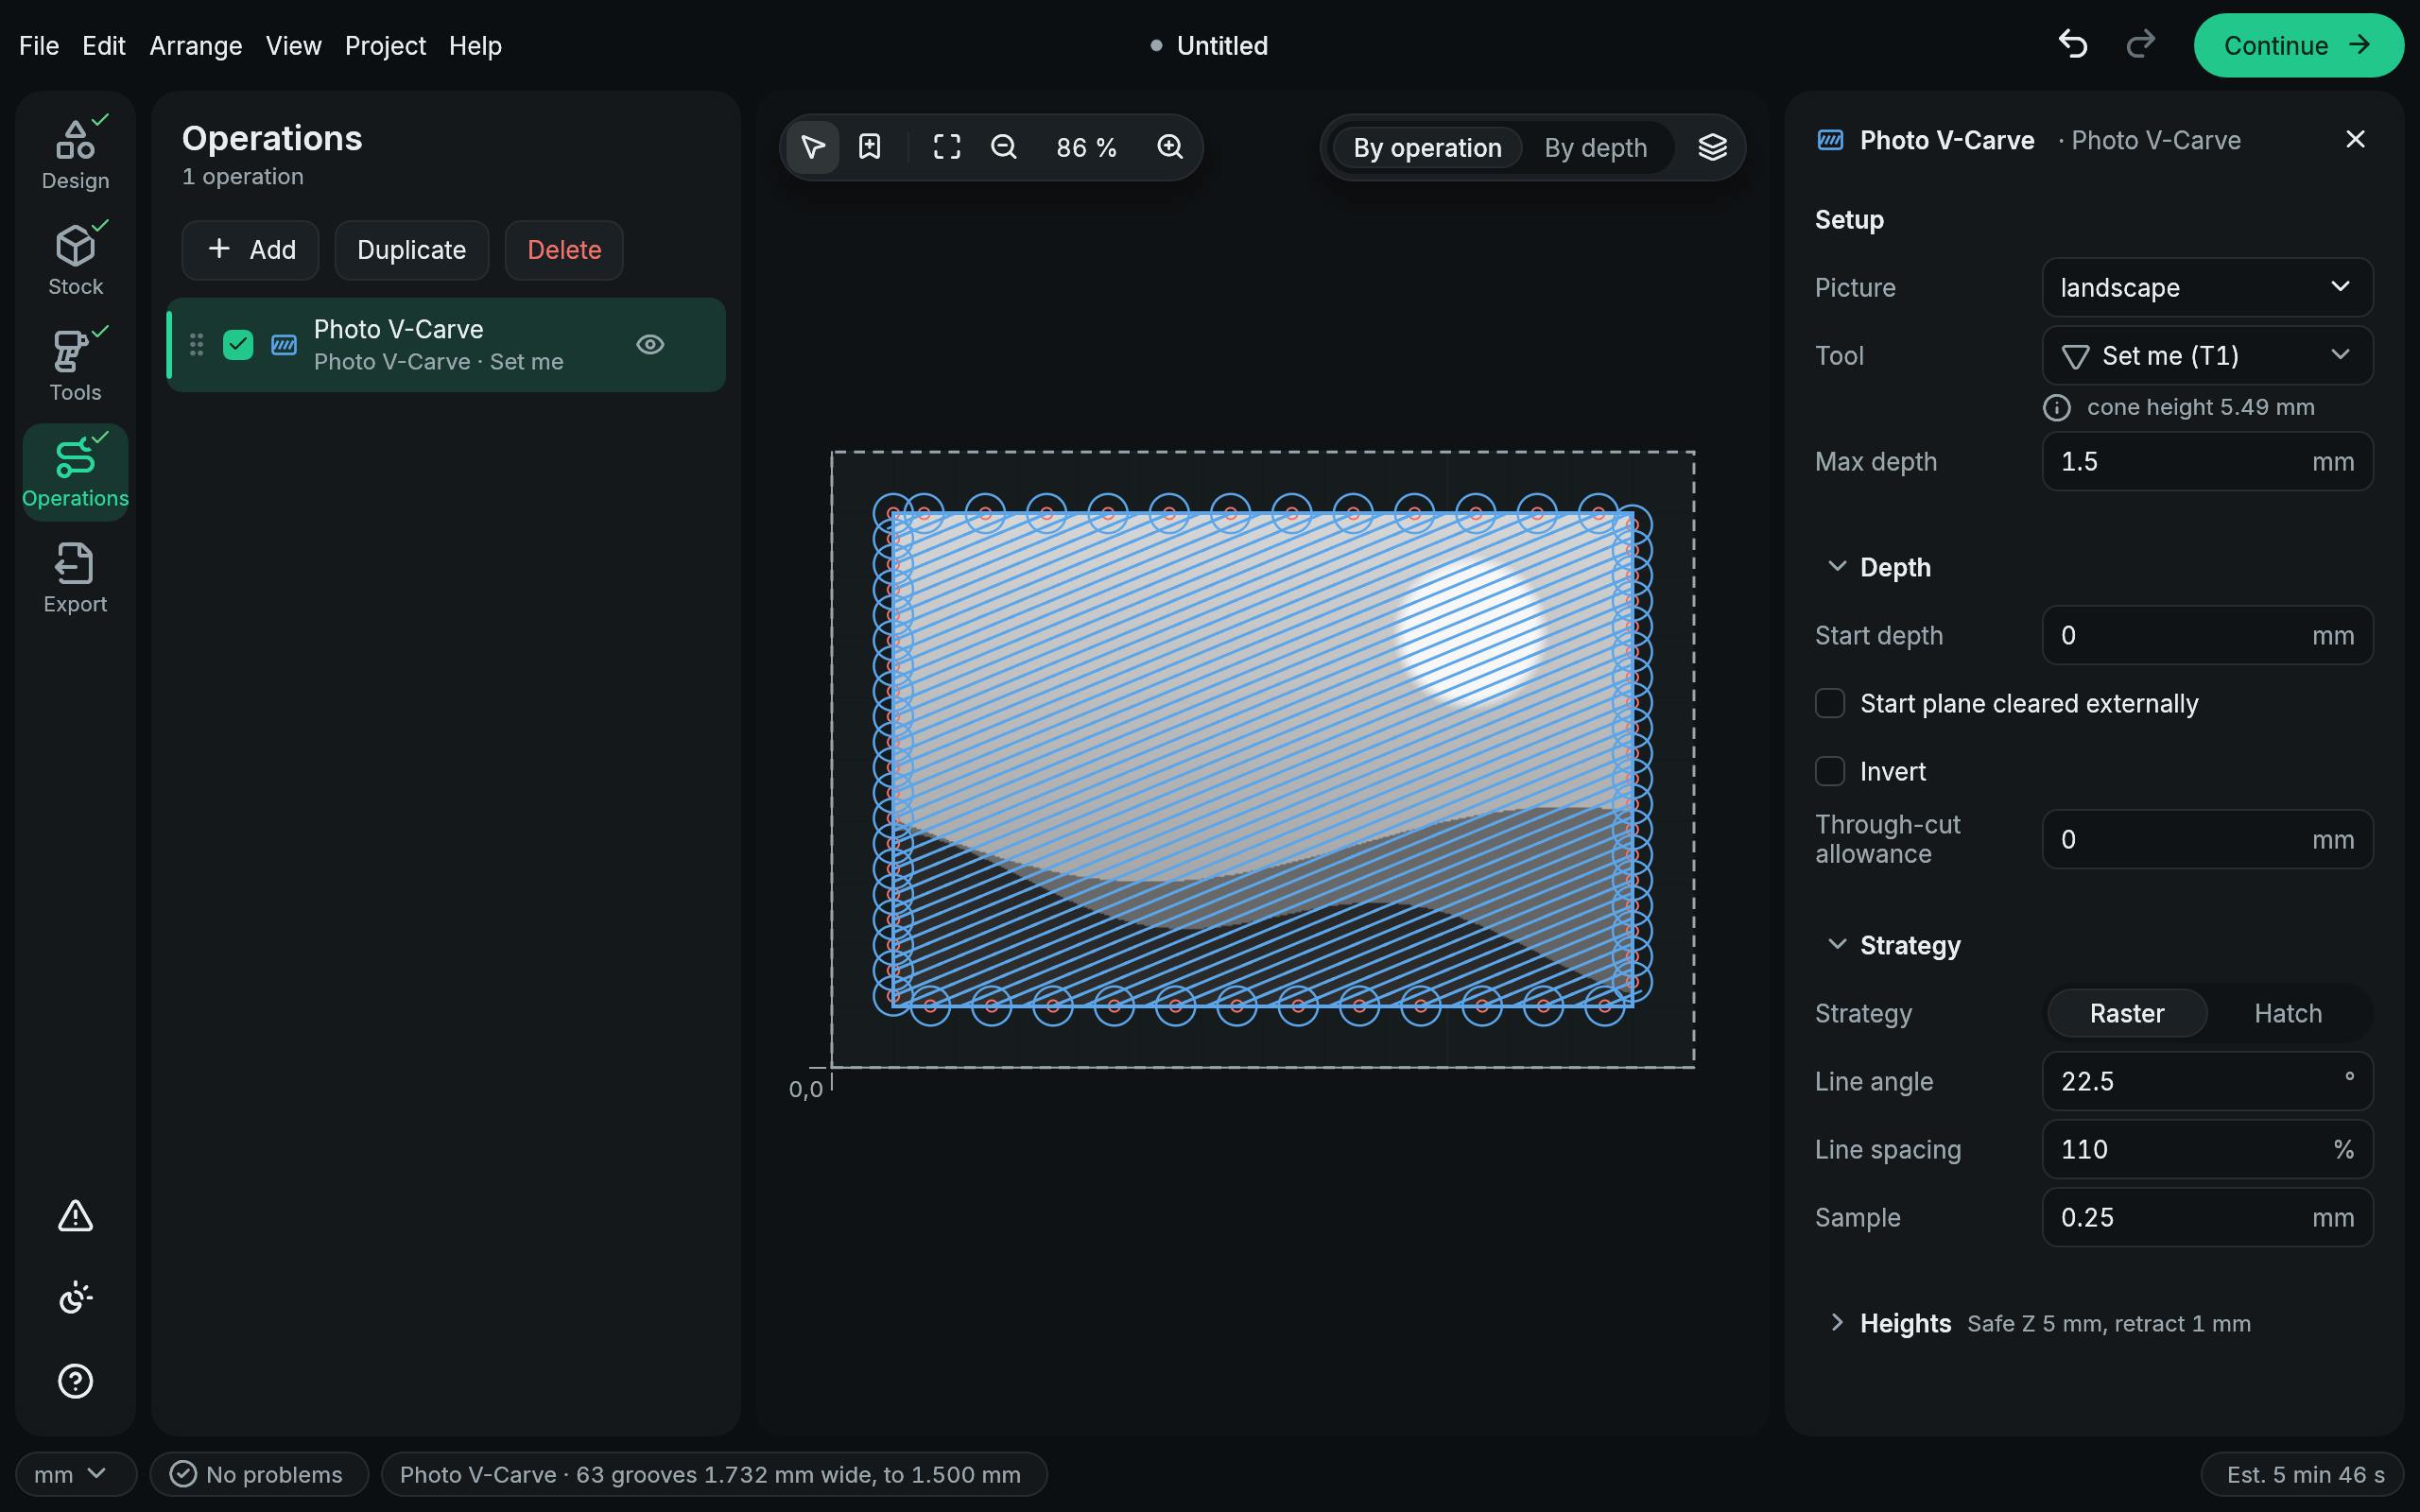 File Edit Arrange View Project Help
Untitled
Continue
Design
Stock
Tools
Operations
Export
Operations
1 operation
Add
Duplicate
Delete
Photo V-Carve
Photo V-Carve · Set me
86 %
By operation
By depth
0,0
Photo V-Carve · Photo V-Carve
Setup
Picture landscape
Tool Set me (T1)
cone height 5.49 mm
Max depth 1.5 mm
Depth
Start depth 0 mm
Start plane cleared externally
Invert
Through-cut
allowance
0 mm
Strategy
Strategy Raster Hatch
Line angle 22.5 °
Line spacing 110 %
Sample 0.25 mm
Heights Safe Z 5 mm, retract 1 mm
mm
No problems
Photo V-Carve · 63 grooves 1.732 mm wide, to 1.500 mm
Est. 5 min 46 s